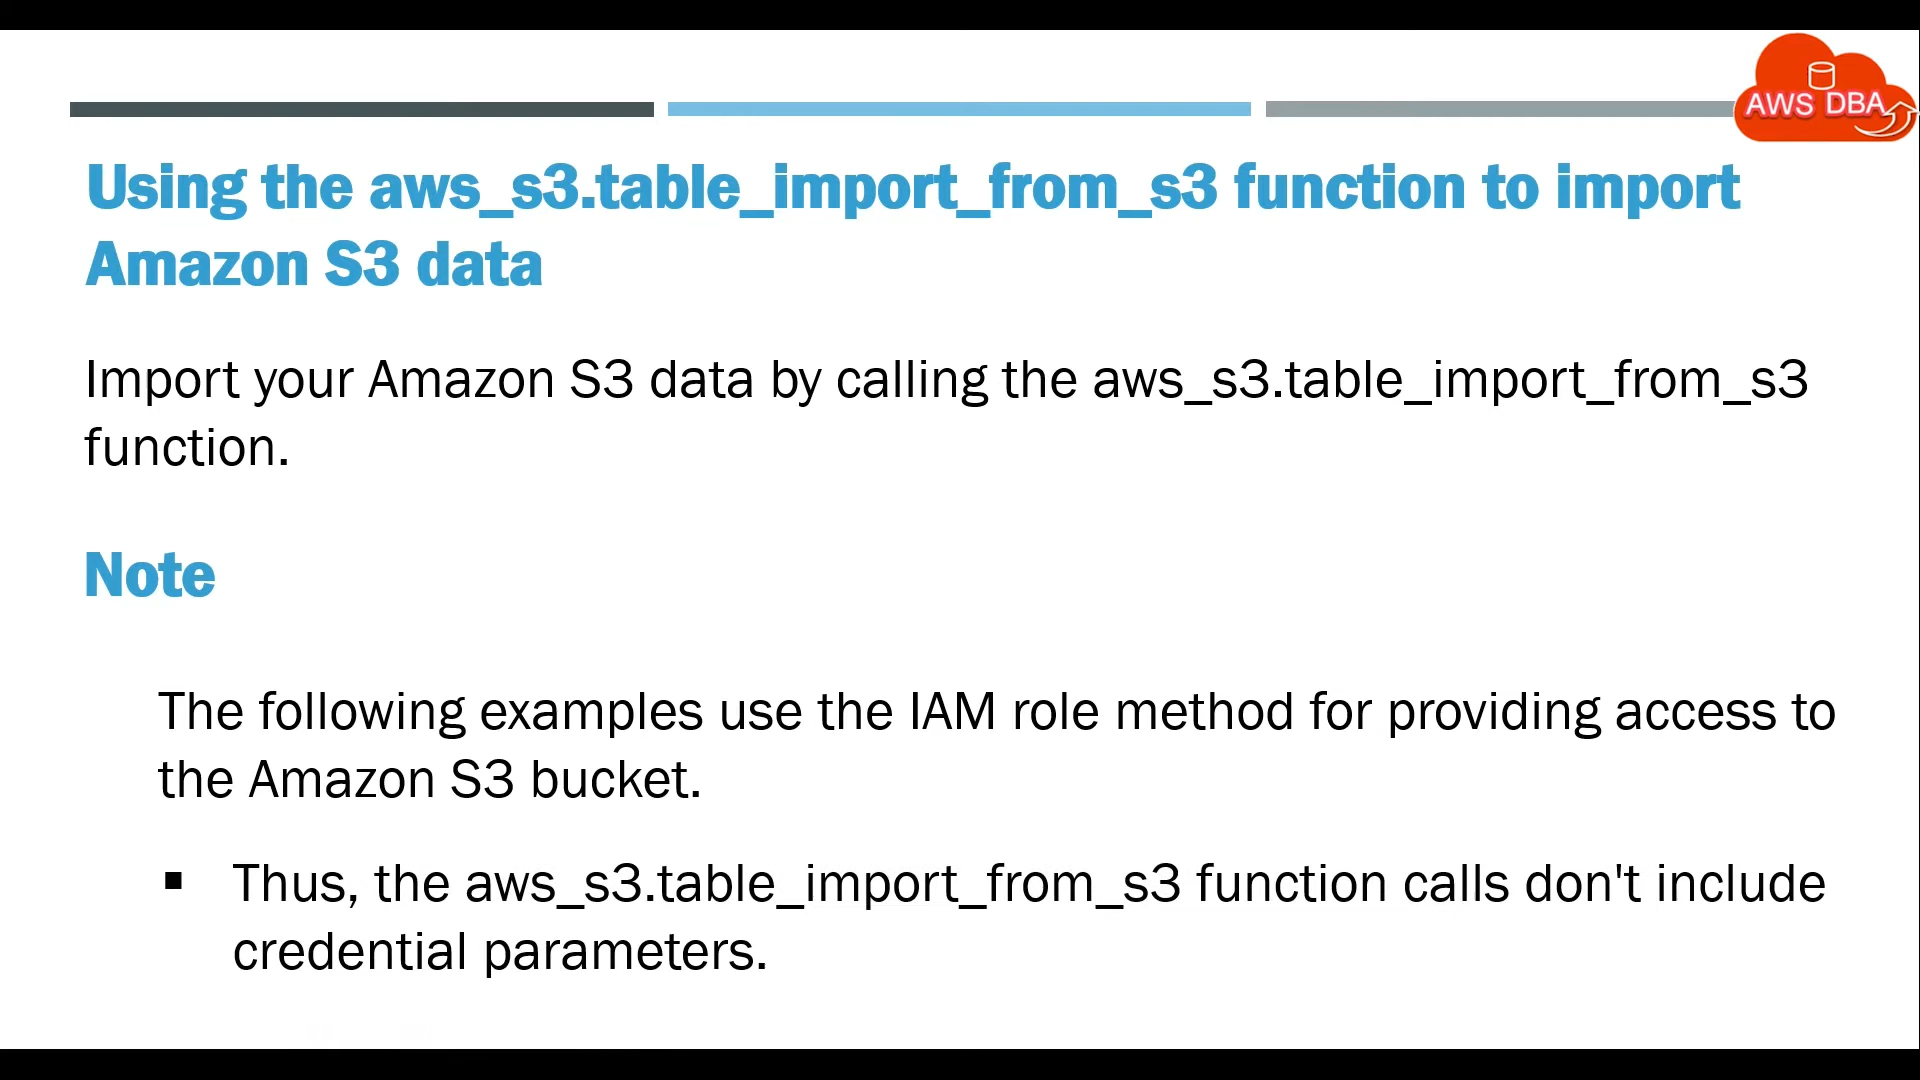 AWS DBA
Using the aws_s3.table_import_from_s3 function to import
Amazon S3 data
Import your Amazon S3 data by calling the aws_s3.table_import_from_s3
function.
Note
The following examples use the IAM role method for providing access to
the Amazon S3 bucket.
▪ Thus, the aws_s3.table_import_from_s3 function calls don't include
credential parameters.